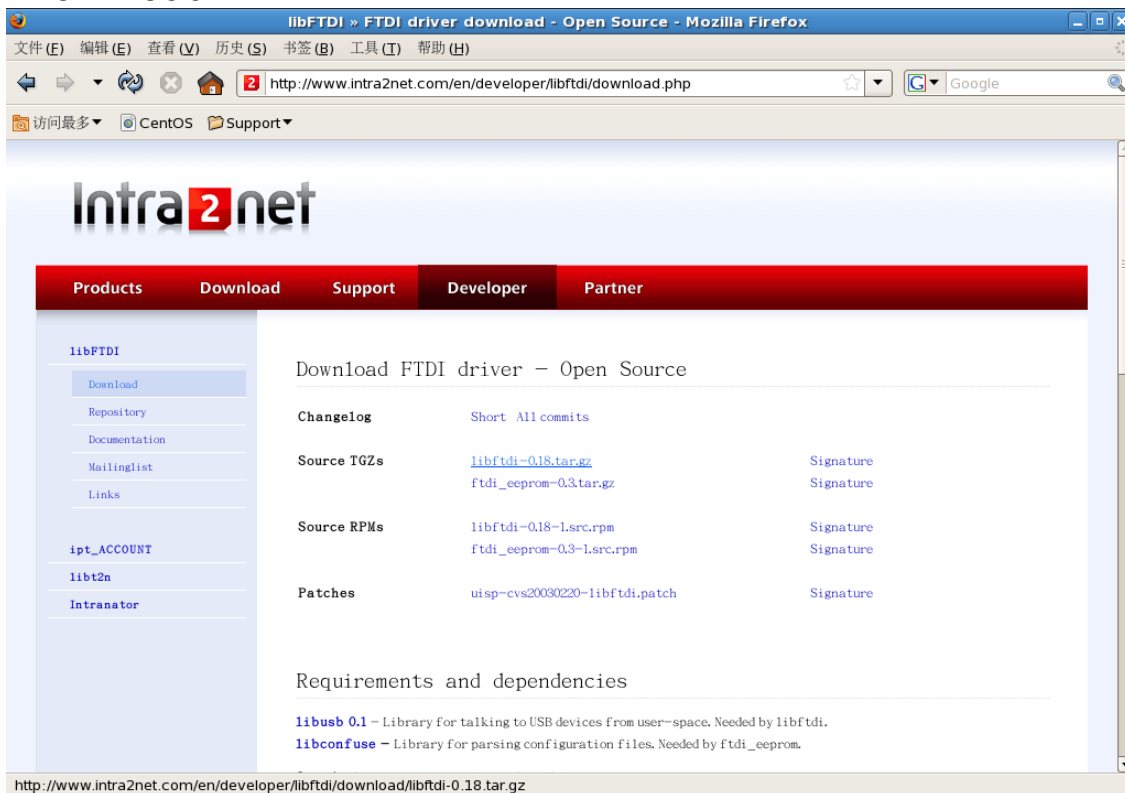 libFTDI » FTDI driver download - Open Source - Mozilla Firefox
文件(F) 编辑(E) 查看(V) 历史(S) 书签(B) 工具(T) 帮助(H)
http://www.intra2net.com/en/developer/libftdi/download.php
Google
访问最多 CentOS Support
Intra2net
Products Download Support Developer Partner
libFTDI
Download
Repository
Documentation
Mailinglist
Links
ipt_ACCOUNT
libt2n
Intranator
Download FTDI driver – Open Source
Changelog Short All commits
Source TGZs libftdi-0.18.tar.gz Signature
ftdi_eeprom-0.3.tar.gz Signature
Source RPMs libftdi-0.18-1.src.rpm Signature
ftdi_eeprom-0.3-1.src.rpm Signature
Patches uisp-cvs20030220-libftdi.patch Signature
Requirements and dependencies
libusb 0.1 – Library for talking to USB devices from user-space. Needed by libftdi.
libconfuse – Library for parsing configuration files. Needed by ftdi_eeprom.
http://www.intra2net.com/en/developer/libftdi/download/libftdi-0.18.tar.gz